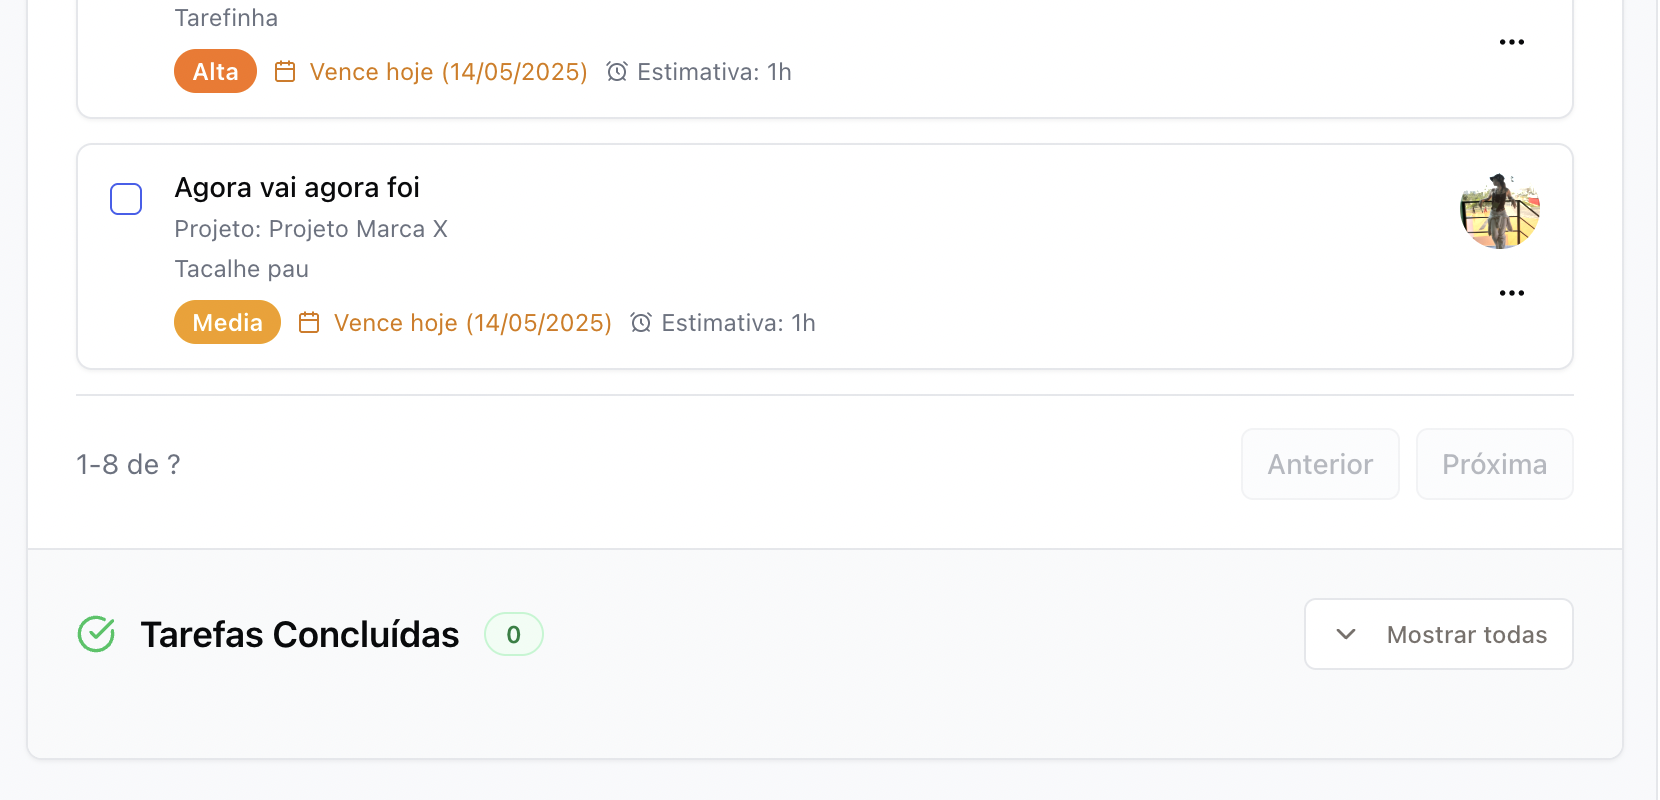 Tarefinha
Alta Vence hoje (14/05/2025) Estimativa: 1h
Agora vai agora foi
Projeto: Projeto Marca X
Tacalhe pau
Media Vence hoje (14/05/2025) Estimativa: 1h
1-8 de ?
Anterior Próxima
Tarefas Concluídas 0 Mostrar todas